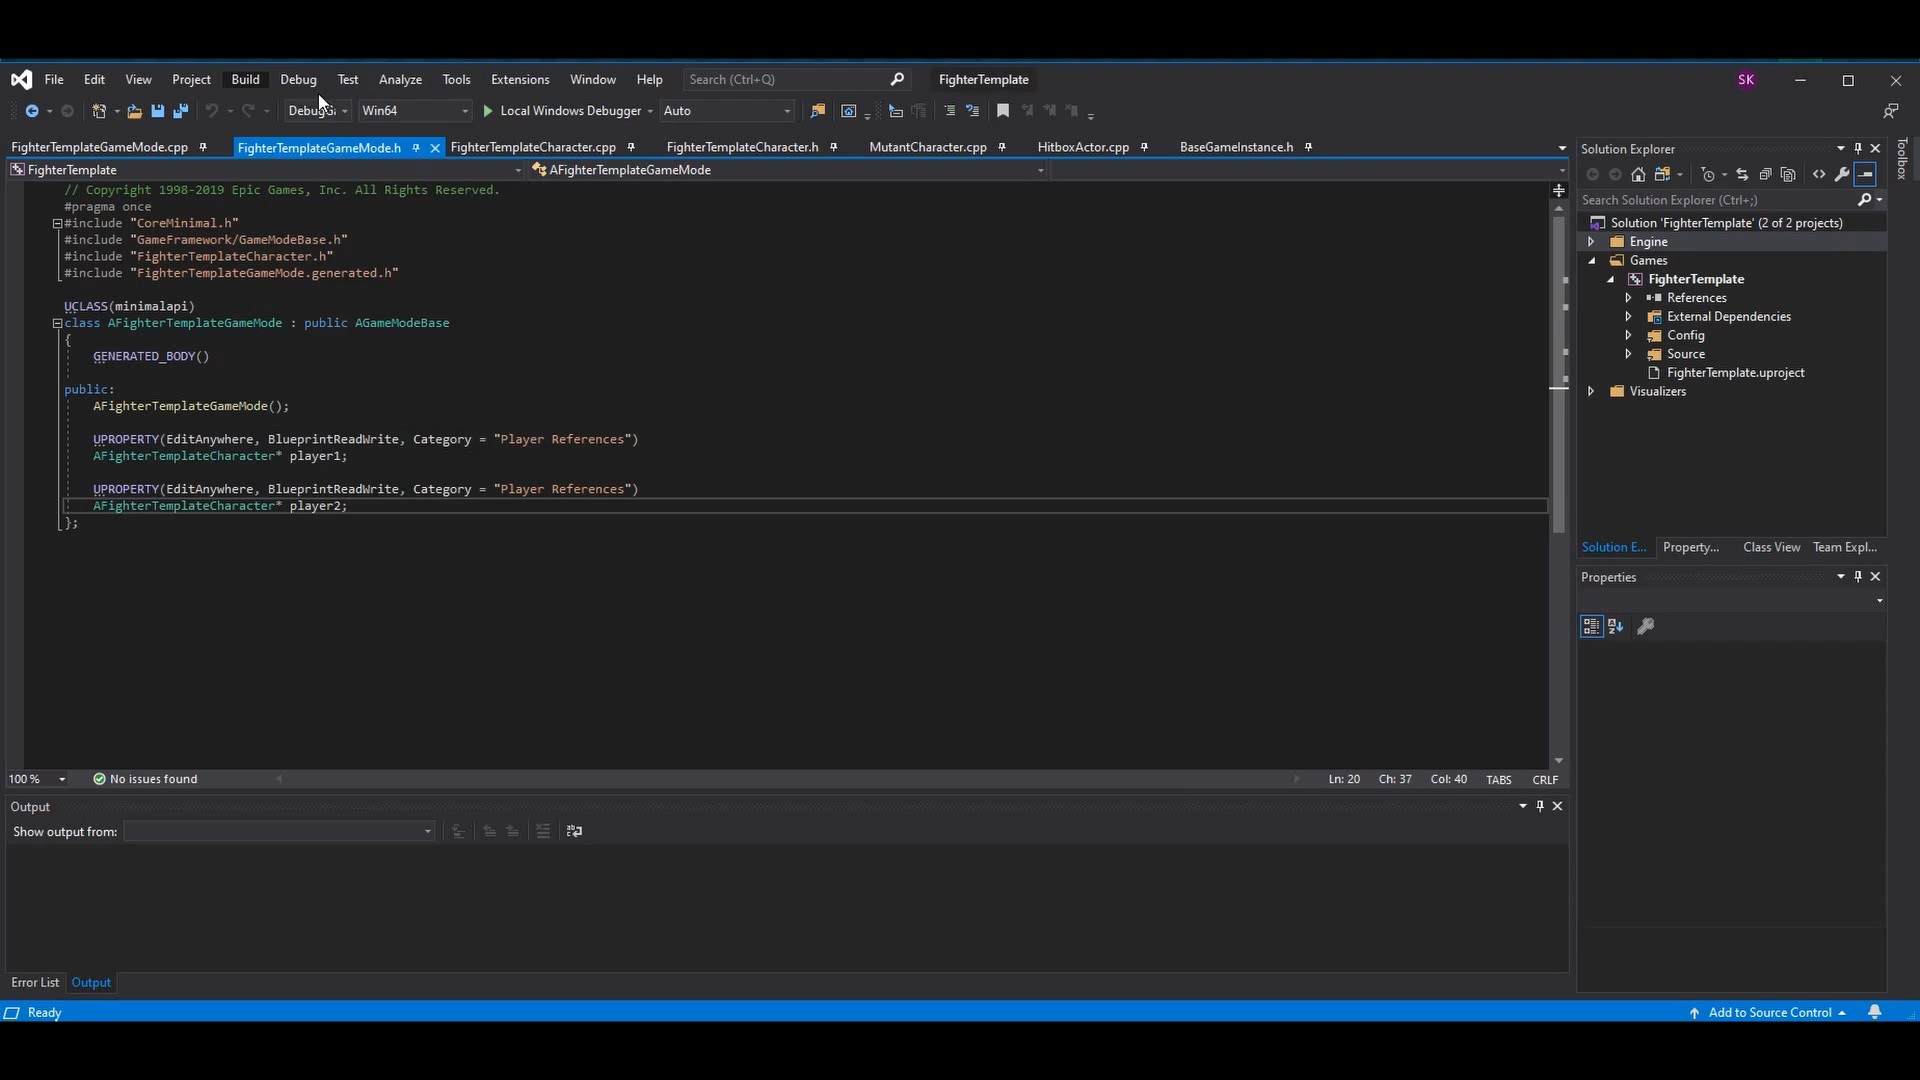 File Edit View Project Build Debug Test Analyze Tools Extensions Window Help Search (Ctrl+Q) FighterTemplate SK
Win64 Local Windows Debugger Auto
FighterTemplateGameMode.cpp FighterTemplateGameMode.h FighterTemplateCharacter.cpp FighterTemplateCharacter.h MutantCharacter.cpp HitboxActor.cpp BaseGameInstance.h
FighterTemplate AFighterTemplateGameMode
// Copyright 1998-2019 Epic Games, Inc. All Rights Reserved.
#pragma once
#include "CoreMinimal.h"
#include "GameFramework/GameModeBase.h"
#include "FighterTemplateCharacter.h"
#include "FighterTemplateGameMode.generated.h"
UCLASS(minimalapi)
class AFighterTemplateGameMode : public AGameModeBase
{
GENERATED_BODY()
public:
AFighterTemplateGameMode();
UPROPERTY(EditAnywhere, BlueprintReadWrite, Category = "Player References")
AFighterTemplateCharacter* player1;
UPROPERTY(EditAnywhere, BlueprintReadWrite, Category = "Player References")
AFighterTemplateCharacter* player2;
};
100 % No issues found Ln: 20 Ch: 37 Col: 40 TABS CRLF
Output
Show output from:
Error List Output
Solution Explorer
Search Solution Explorer (Ctrl+;)
Solution 'FighterTemplate' (2 of 2 projects)
Engine
Games
FighterTemplate
References
External Dependencies
Config
Source
FighterTemplate.uproject
Visualizers
Solution E... Property... Class View Team Expl...
Properties
Toolbox
Ready Add to Source Control